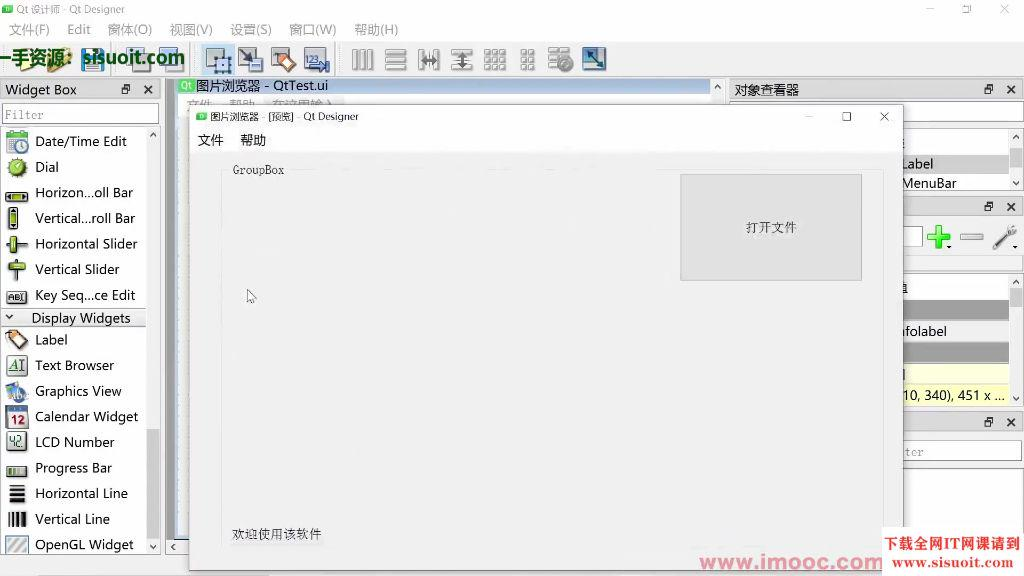 Qt 设计师 - Qt Designer
文件(F) Edit 窗体(O) 视图(V) 设置(S) 窗口(W) 帮助(H)
一手资源：sisuoit.com
Widget Box
Filter
Date/Time Edit
Dial
Horizon...oll Bar
Vertical...roll Bar
Horizontal Slider
Vertical Slider
Key Seq...ce Edit
Display Widgets
Label
Text Browser
Graphics View
Calendar Widget
LCD Number
Progress Bar
Horizontal Line
Vertical Line
OpenGL Widget
图片浏览器 - QtTest.ui
图片浏览器 - [预览] - Qt Designer
文件 帮助
GroupBox
打开文件
欢迎使用该软件
对象查看器
Label
MenuBar
值
nfolabel
10, 340), 451 x ...
ter
www.imooc.com
下载全网IT网课请到
www.sisuoit.com